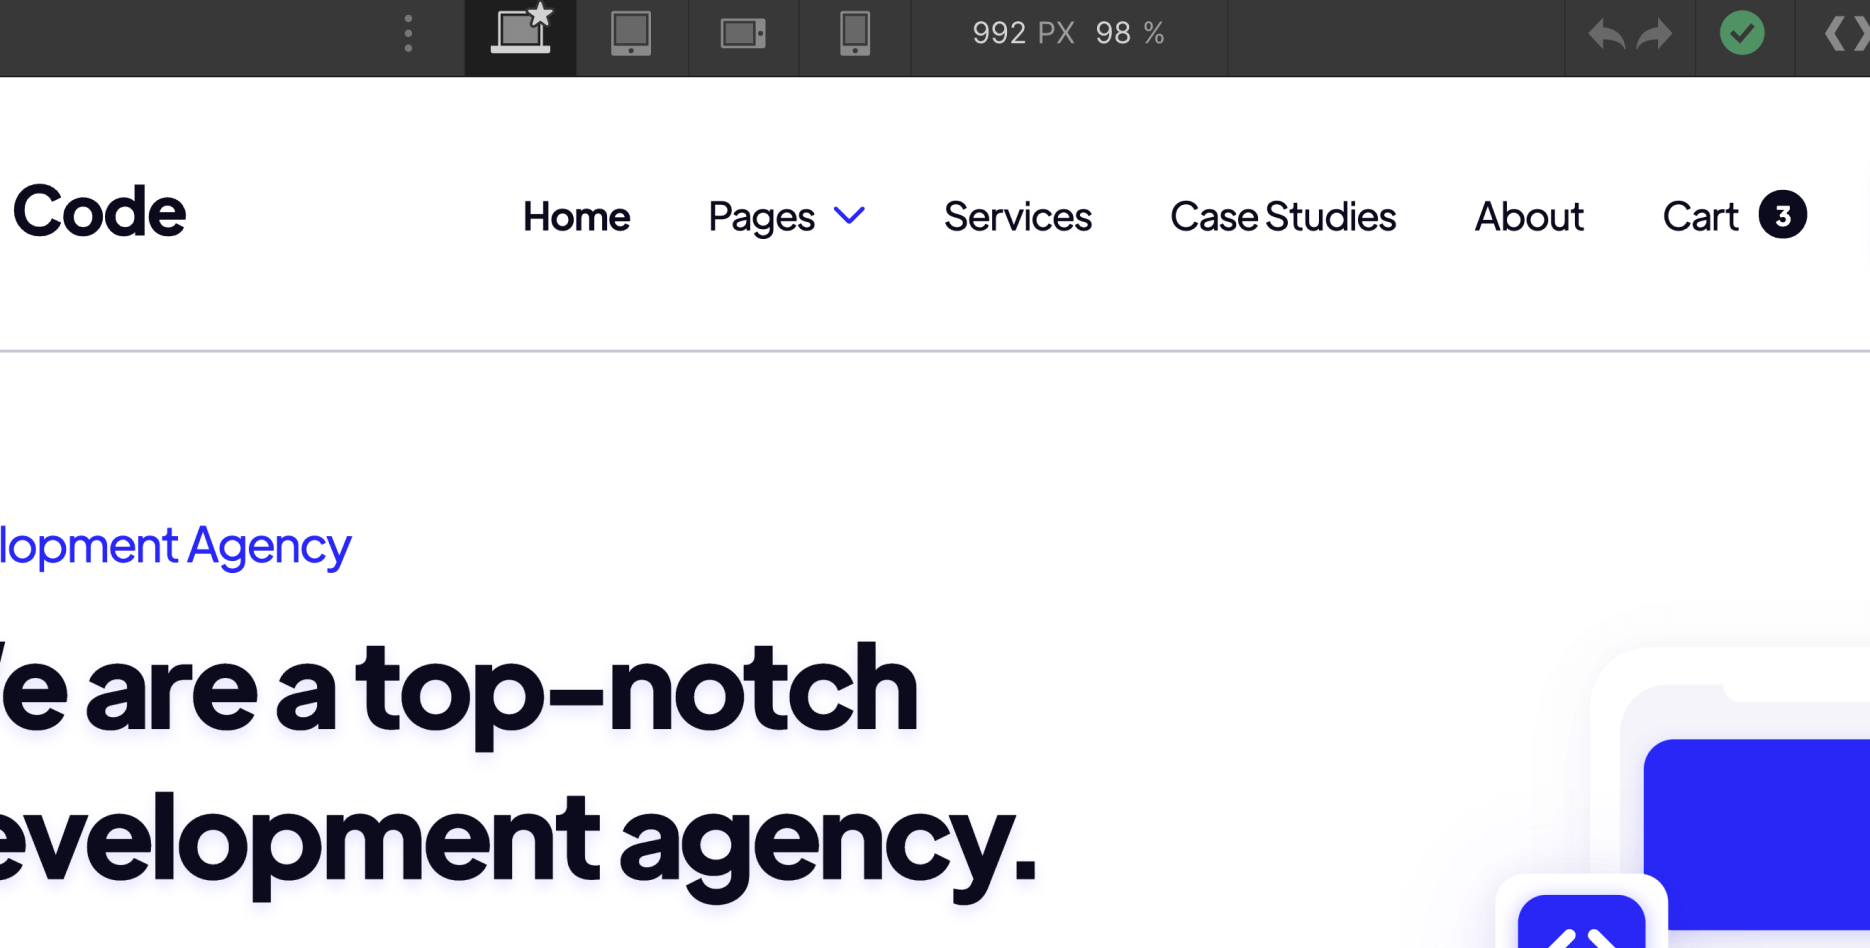 992 PX 98 %
Code
Home Pages Services Case Studies About Cart 3
lopment Agency
e are a top-notch
evelopment agency.